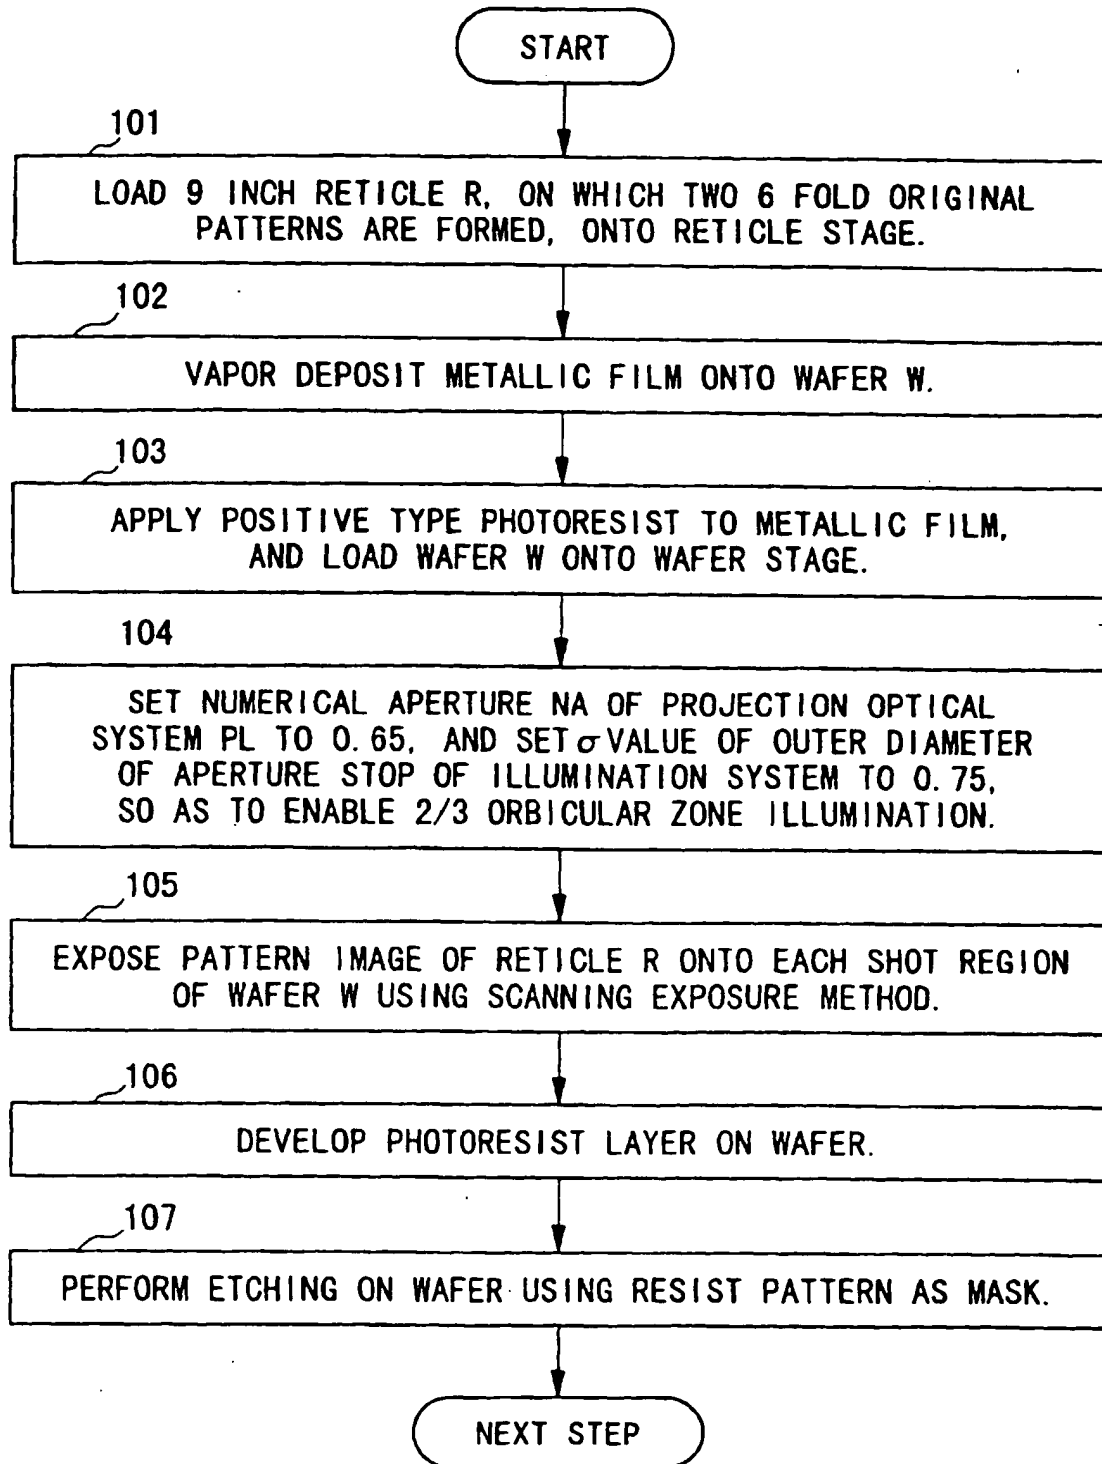 START
101
LOAD 9 INCH RETICLE R, ON WHICH TWO 6 FOLD ORIGINAL
PATTERNS ARE FORMED, ONTO RETICLE STAGE.
102
VAPOR DEPOSIT METALLIC FILM ONTO WAFER W.
103
APPLY POSITIVE TYPE PHOTORESIST TO METALLIC FILM,
AND LOAD WAFER W ONTO WAFER STAGE.
104
SET NUMERICAL APERTURE NA OF PROJECTION OPTICAL
SYSTEM PL TO 0.65, AND SET σ VALUE OF OUTER DIAMETER
OF APERTURE STOP OF ILLUMINATION SYSTEM TO 0.75,
SO AS TO ENABLE 2/3 ORBICULAR ZONE ILLUMINATION.
105
EXPOSE PATTERN IMAGE OF RETICLE R ONTO EACH SHOT REGION
OF WAFER W USING SCANNING EXPOSURE METHOD.
106
DEVELOP PHOTORESIST LAYER ON WAFER.
107
PERFORM ETCHING ON WAFER USING RESIST PATTERN AS MASK.
NEXT STEP